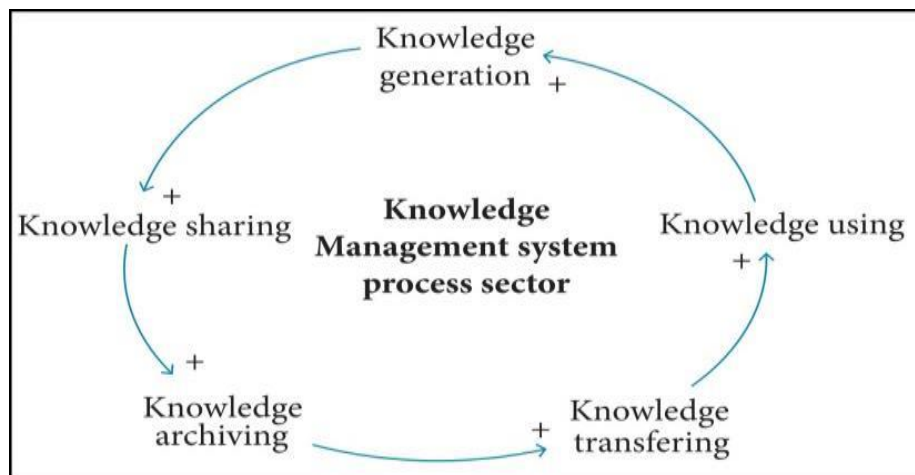 Knowledge
generation
+
+
Knowledge sharing
Knowledge
Management system
process sector
Knowledge using
+
+
Knowledge
archiving
+
Knowledge
transfering